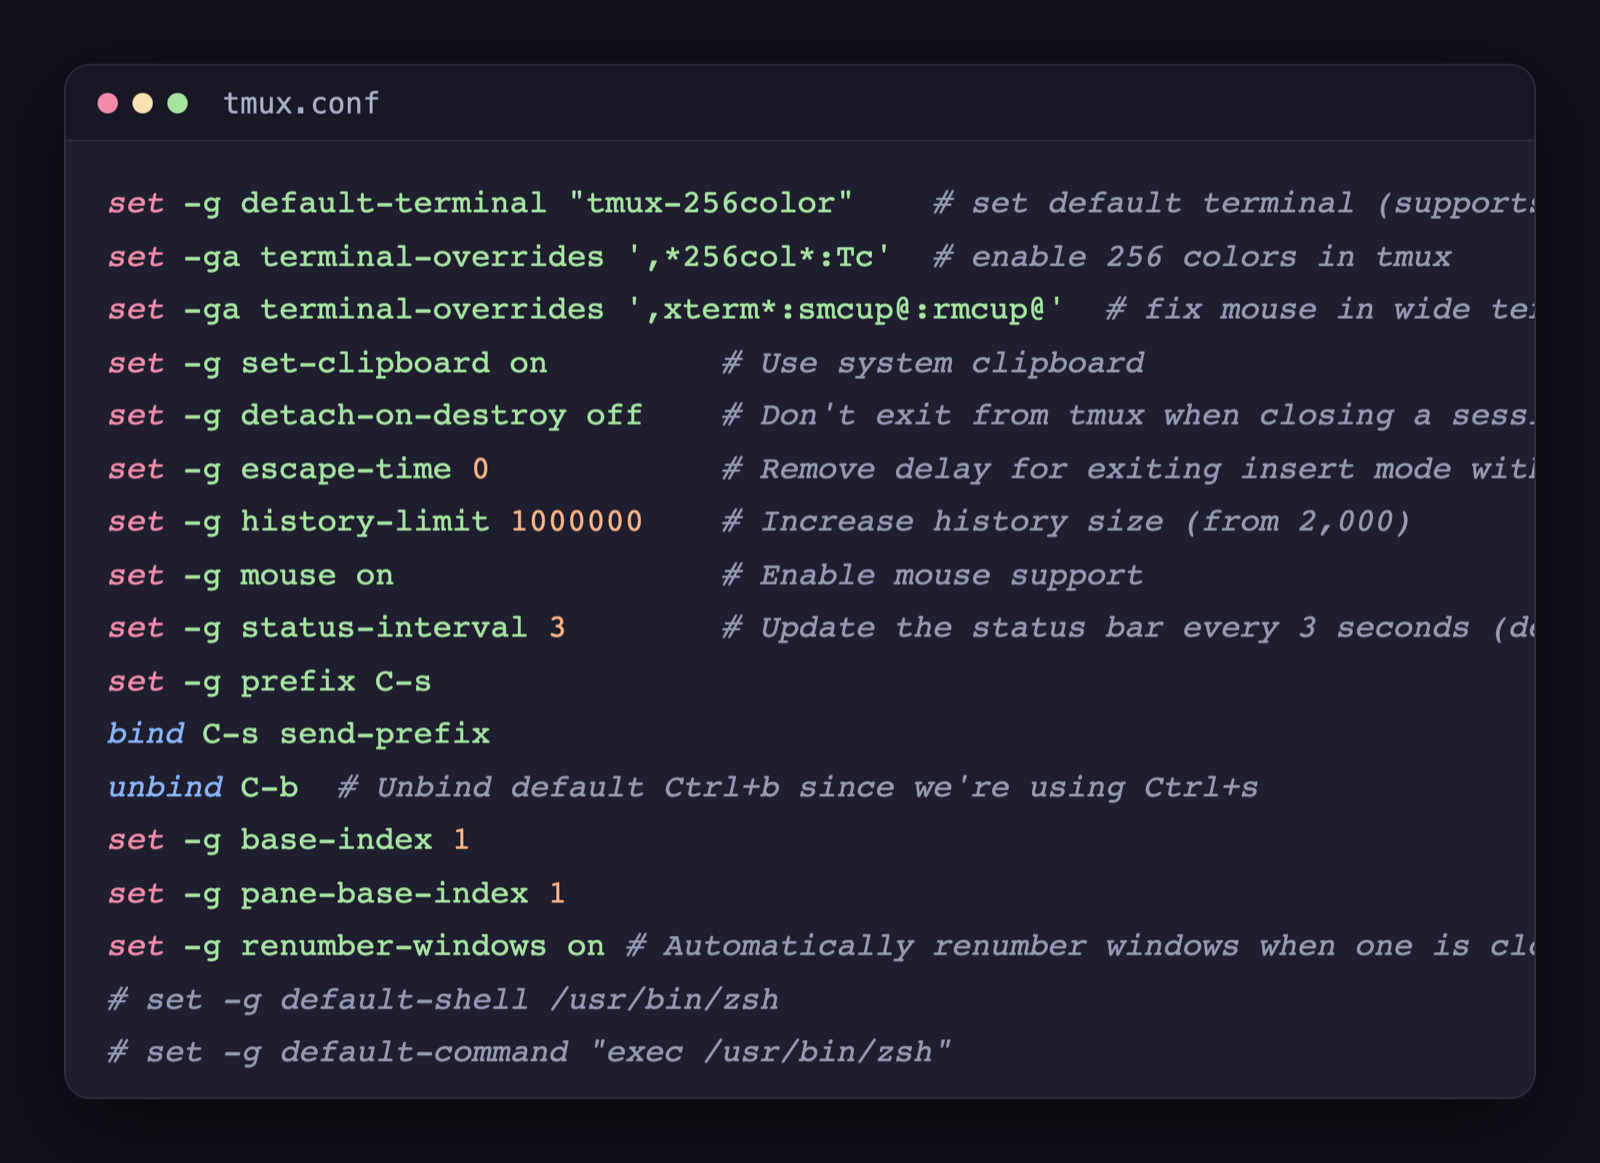 tmux.conf
set -g default-terminal "tmux-256color"    # set default terminal (supports
set -ga terminal-overrides ',*256col*:Tc'  # enable 256 colors in tmux
set -ga terminal-overrides ',xterm*:smcup@:rmcup@'  # fix mouse in wide
set -g set-clipboard on         # Use system clipboard
set -g detach-on-destroy off    # Don't exit from tmux when closing a
set -g escape-time 0            # Remove delay for exiting insert mode
set -g history-limit 1000000    # Increase history size (from 2,000)
set -g mouse on                 # Enable mouse support
set -g status-interval 3        # Update the status bar every 3 seconds
set -g prefix C-s
bind C-s send-prefix
unbind C-b  # Unbind default Ctrl+b since we're using Ctrl+s
set -g base-index 1
set -g pane-base-index 1
set -g renumber-windows on # Automatically renumber windows when one is
# set -g default-shell /usr/bin/zsh
# set -g default-command "exec /usr/bin/zsh"